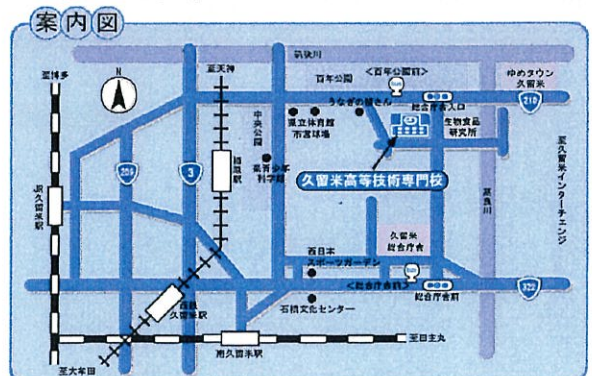 案内図
筑後川
至博多
N
至天神
百年公園
<百年公園前>
Bus
ゆめタウン
久留米
210
中央公園
県立体育館
市営球場
うなぎの寝さん
総合庁舎入口
生物食品
研究所
209
3
櫛原駅
青少年
科学館
久留米高等技術専門校
高良川
至久留米インターチェンジ
JR久留米駅
久留米
総合庁舎
西日本
スポーツガーデン
Bus
<総合庁舎前>
総合庁舎前
322
西鉄
久留米駅
石橋文化センター
南久留米駅
至日田
至大牟田